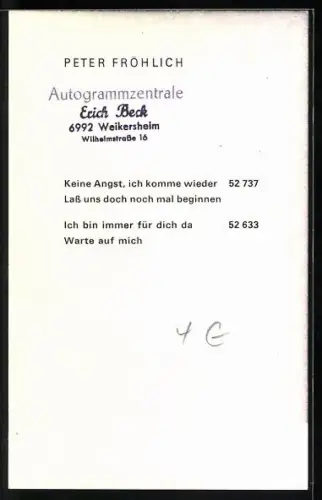 PETER FRÖHLICH
Autogrammzentrale
Erich Beck
6992 Weikersheim
Wilhelmstraße 16
Keine Angst, ich komme wieder 52 737
Laß uns doch noch mal beginnen
Ich bin immer für dich da 52 633
Warte auf mich